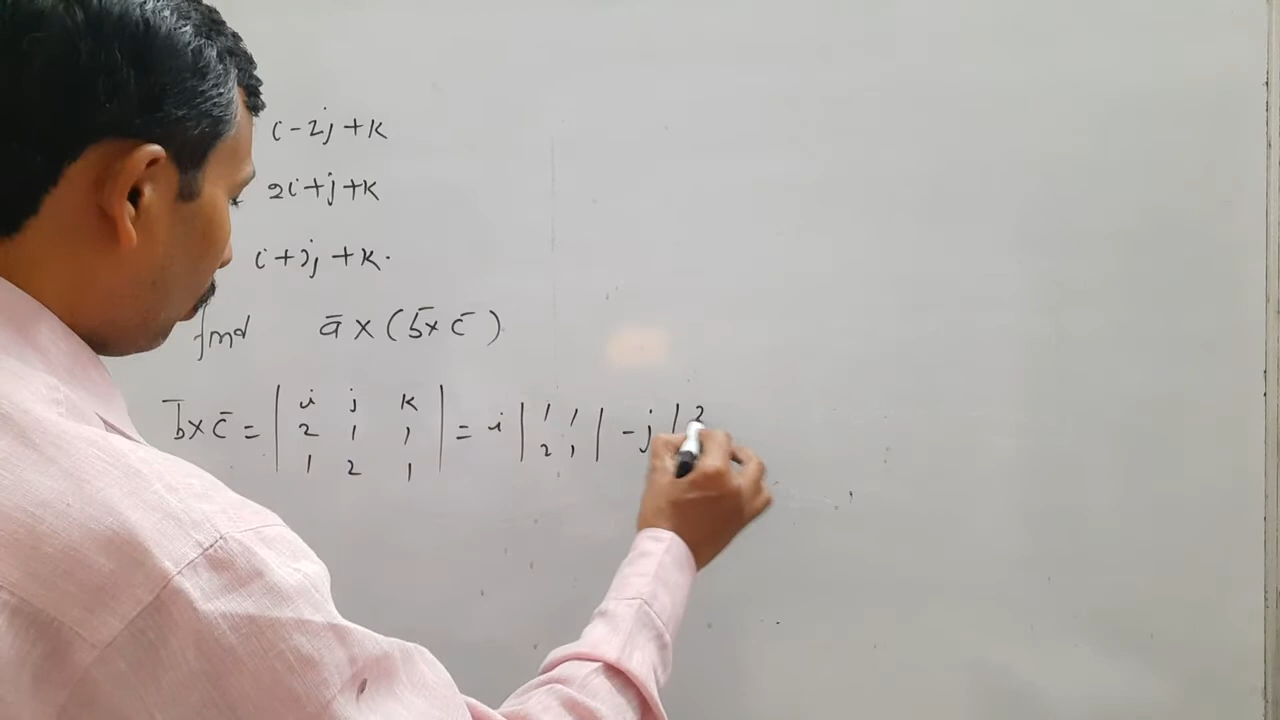 i-2j+k
2i+j+k
i+2j+k.
find ā×(b̄×c̄)
b̄×c̄ = | i j k | = i | 1 1 | -j | 2
| 2 1 1 | | 2 1 |
| 1 2 1 |